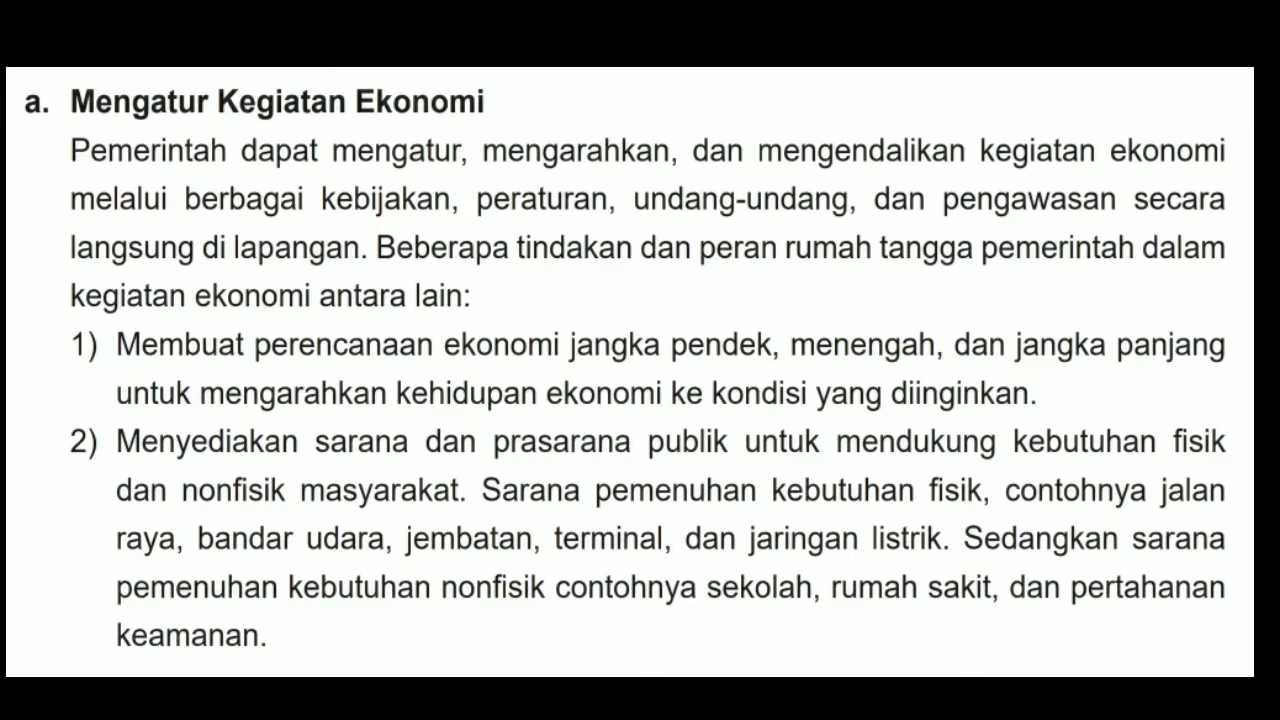 a. Mengatur Kegiatan Ekonomi
Pemerintah dapat mengatur, mengarahkan, dan mengendalikan kegiatan ekonomi
melalui berbagai kebijakan, peraturan, undang-undang, dan pengawasan secara
langsung di lapangan. Beberapa tindakan dan peran rumah tangga pemerintah dalam
kegiatan ekonomi antara lain:
1) Membuat perencanaan ekonomi jangka pendek, menengah, dan jangka panjang
untuk mengarahkan kehidupan ekonomi ke kondisi yang diinginkan.
2) Menyediakan sarana dan prasarana publik untuk mendukung kebutuhan fisik
dan nonfisik masyarakat. Sarana pemenuhan kebutuhan fisik, contohnya jalan
raya, bandar udara, jembatan, terminal, dan jaringan listrik. Sedangkan sarana
pemenuhan kebutuhan nonfisik contohnya sekolah, rumah sakit, dan pertahanan
keamanan.